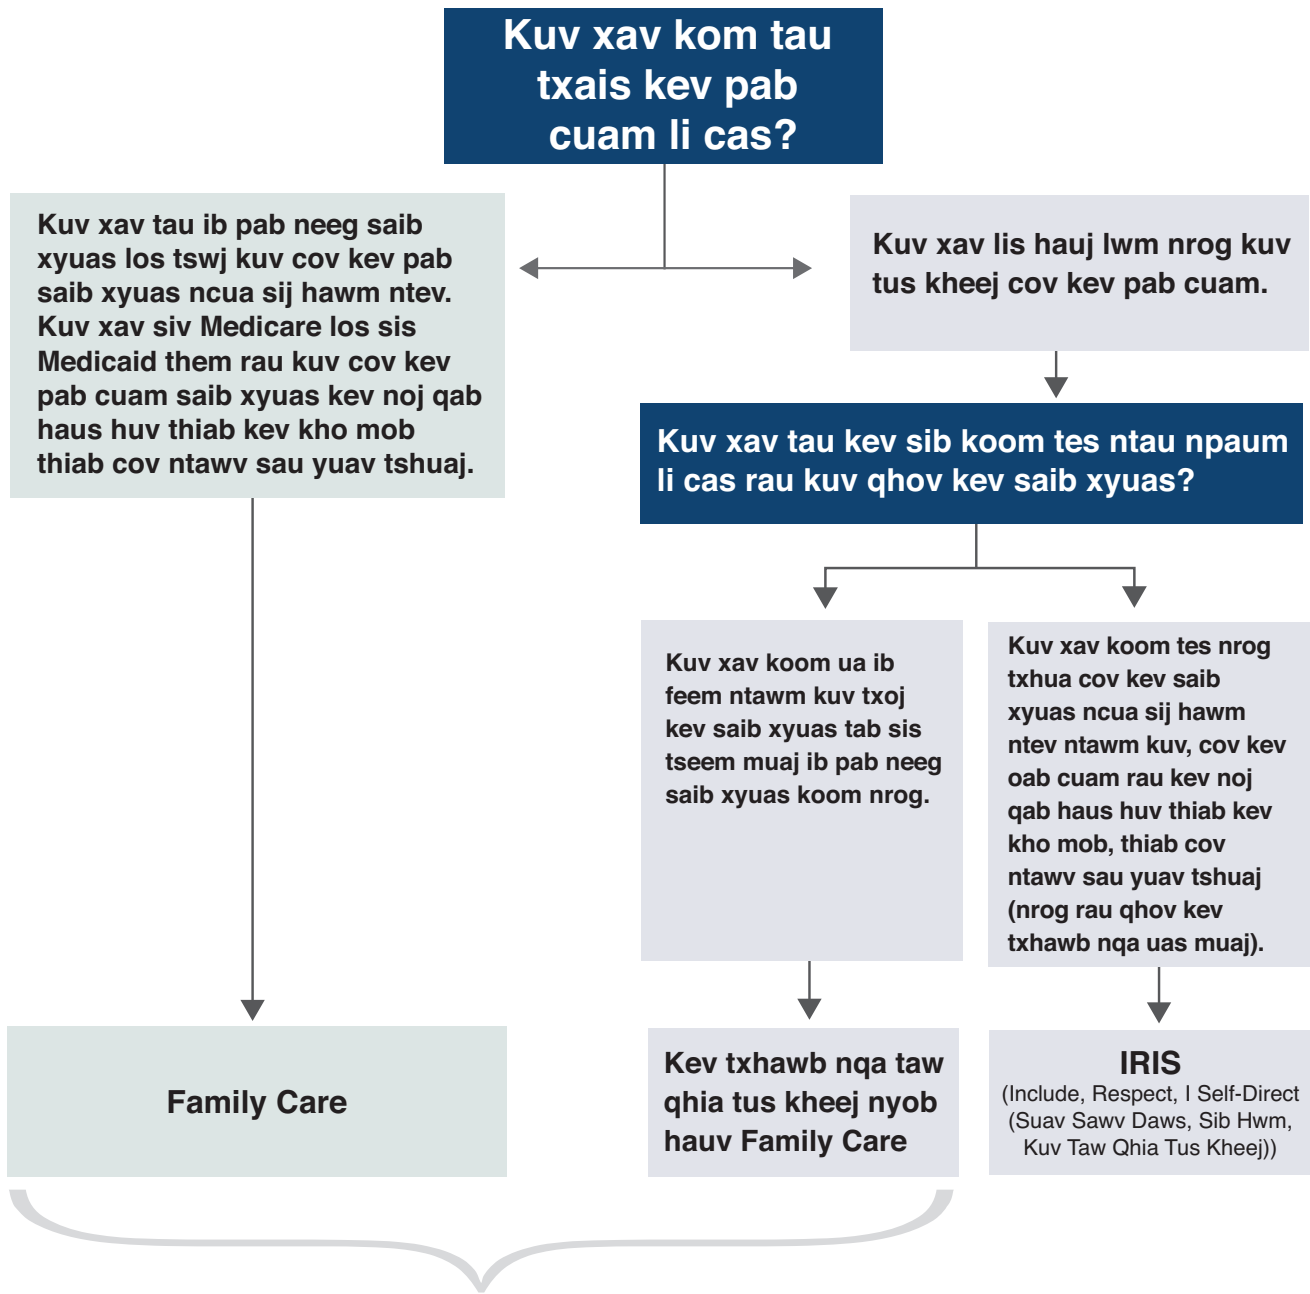 Kuv xav kom tau
txais kev pab
cuam li cas?
Kuv xav tau ib pab neeg saib
xyuas los tswj kuv cov kev pab
saib xyuas ncua sij hawm ntev.
Kuv xav siv Medicare los sis
Medicaid them rau kuv cov kev
pab cuam saib xyuas kev noj qab
haus huv thiab kev kho mob
thiab cov ntawv sau yuav tshuaj.
Kuv xav lis hauj lwm nrog kuv
tus kheej cov kev pab cuam.
Kuv xav tau kev sib koom tes ntau npaum
li cas rau kuv qhov kev saib xyuas?
Kuv xav koom ua ib
feem ntawm kuv txoj
kev saib xyuas tab sis
tseem muaj ib pab neeg
saib xyuas koom nrog.
Kuv xav koom tes nrog
txhua cov kev saib
xyuas ncua sij hawm
ntev ntawm kuv, cov kev
oab cuam rau kev noj
qab haus huv thiab kev
kho mob, thiab cov
ntawv sau yuav tshuaj
(nrog rau qhov kev
txhawb nqa uas muaj).
Family Care
Kev txhawb nqa taw
qhia tus kheej nyob
hauv Family Care
IRIS
(Include, Respect, I Self-Direct
(Suav Sawv Daws, Sib Hwm,
Kuv Taw Qhia Tus Kheej))